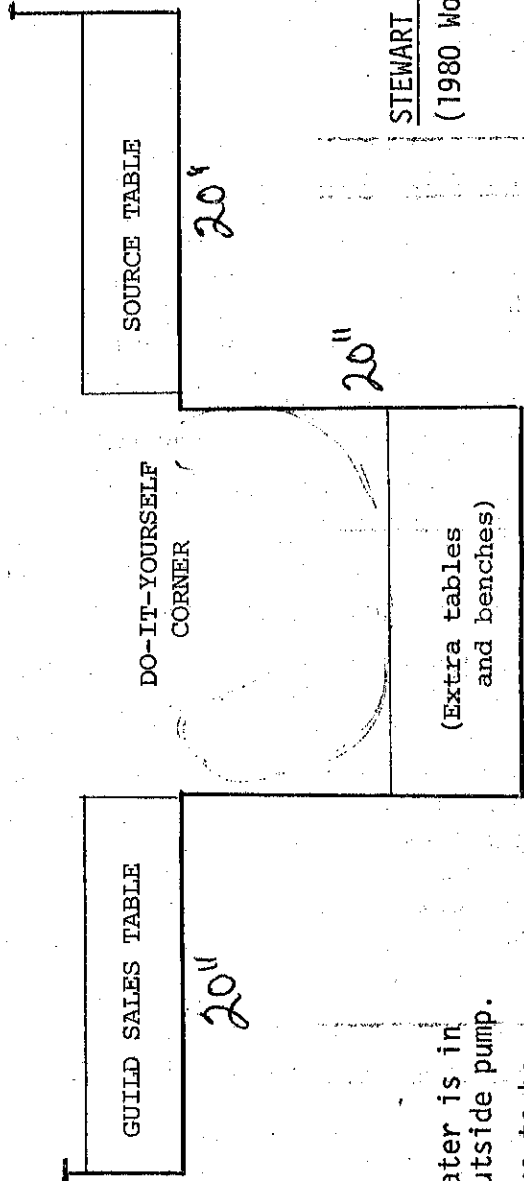 GUILD SALES TABLE
20"
DO-IT-YOURSELF
CORNER
SOURCE TABLE
20"
20"
(Extra tables
and benches)
STEWART
(1980 Wo
ater is in
utside pump.